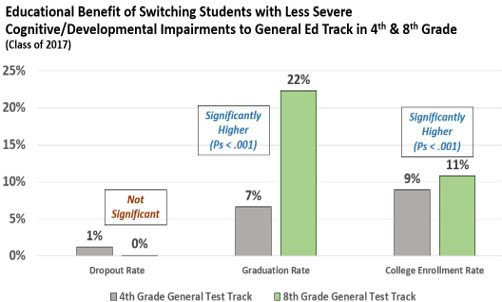 Educational Benefit of Switching Students with Less Severe
Cognitive/Developmental Impairments to General Ed Track in 4th & 8th Grade
(Class of 2017)
25%
20%
15%
10%
5%
0%
1%
0%
Not
Significant
Dropout Rate
Significantly
Higher
(Ps < .001)
7%
22%
Graduation Rate
Significantly
Higher
(Ps < .001)
9%
11%
College Enrollment Rate
4th Grade General Test Track
8th Grade General Test Track